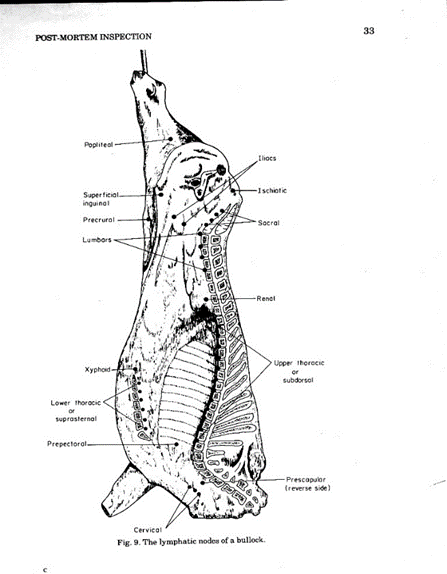 POST-MORTEM INSPECTION
33
Popliteal
Iliacs
Superficial
inguinal
Ischiatic
Precrural
Sacral
Lumbars
Renal
Xyphoid
Upper thoracic
or
subdorsal
Lower thoracic
or
suprasternal
Prepectoral
Prescapular
(reverse side)
Cervical
Fig. 9. The lymphatic nodes of a bullock.
c